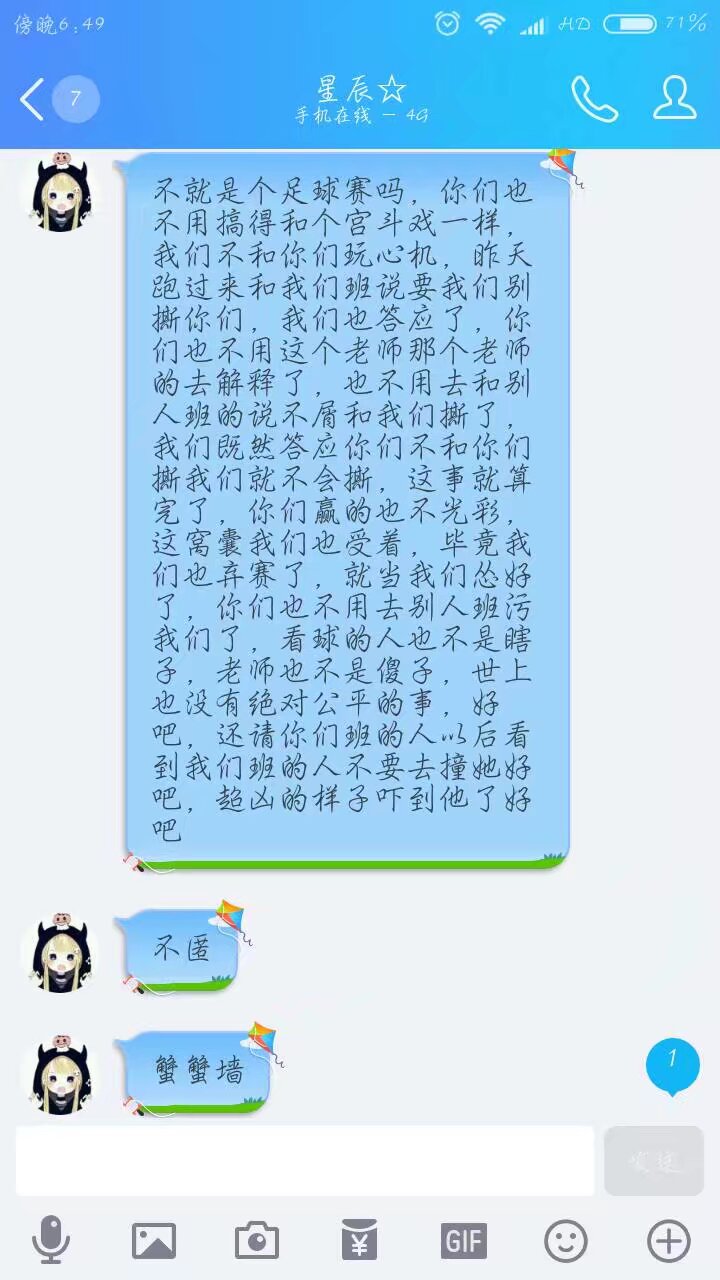 傍晚6:49
HD
71%
7
星辰☆
手机在线 - 4G
不就是个足球赛吗，你们也
不用搞得和个宫斗戏一样，
我们不和你们玩心机，昨天
跑过来和我们班说要我们别
撕你们，我们也答应了，你
们也不用这个老师那个老师
的去解释了，也不用去和别
人班的说不屑和我们撕了，
我们既然答应你们不和你们
撕我们就不会撕，这事就算
完了，你们赢的也不光彩，
这窝囊我们也受着，毕竟我
们也弃赛了，就当我们怂好
了，你们也不用去别人班污
我们了，看球的人也不是瞎
子，老师也不是傻子，世上
也没有绝对公平的事，好
吧，还请你们班的人以后看
到我们班的人不要去撞她好
吧，超凶的样子吓到他了好
吧
不匿
蟹蟹墙
1
发送
GIF